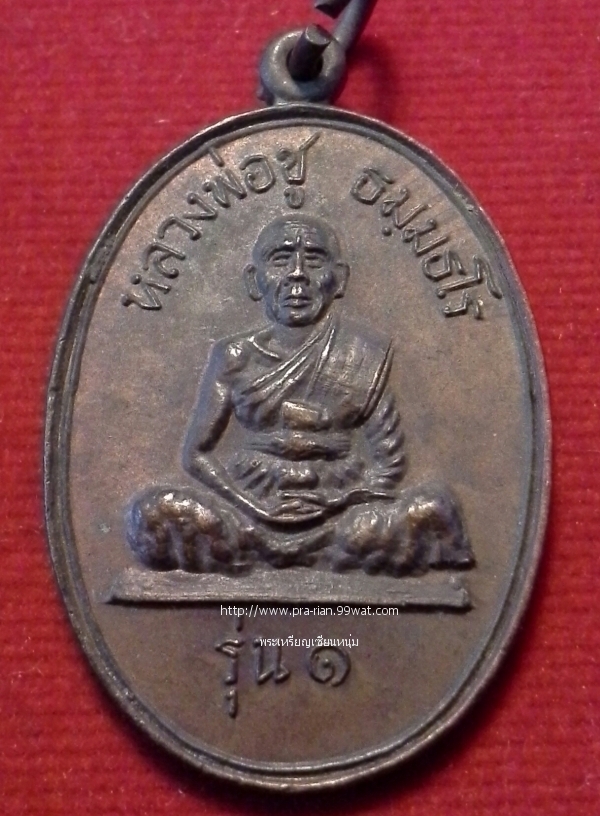 หลวงพ่อชู ธมฺมธโร
http://www.pra-rian.99wat.com
พระเหรียญเซียนหนุ่ม
รุ่น ๑